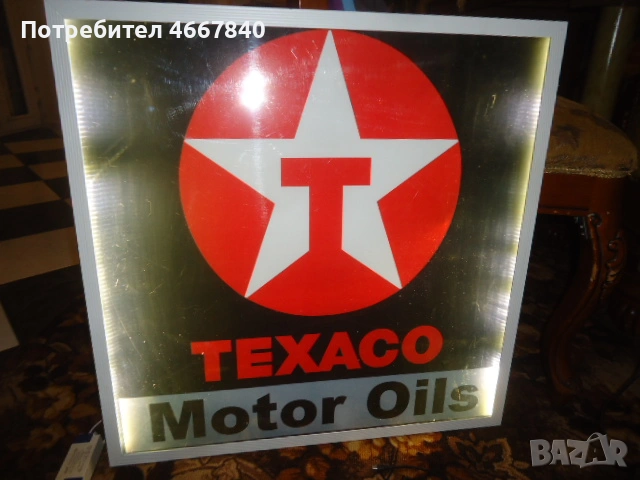 Потребител 4667840
T
TEXACO
Motor Oils
BAZAR